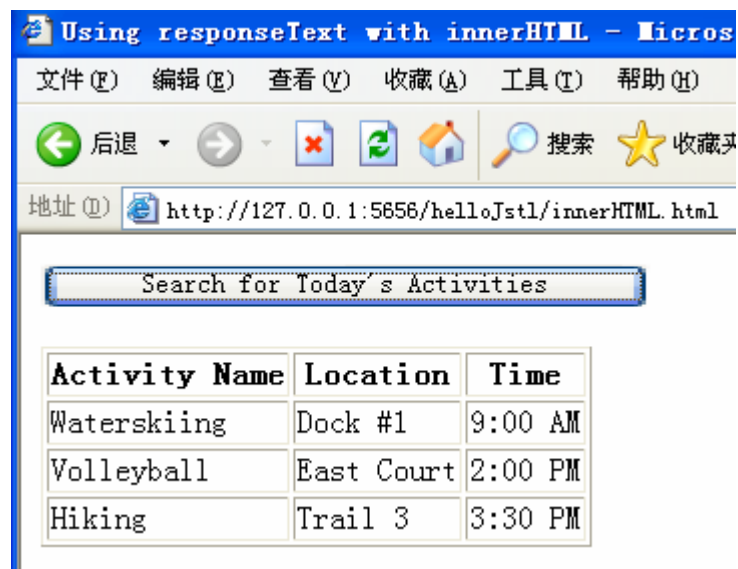 Using responseText with innerHTML - Micros
文件(F) 编辑(E) 查看(V) 收藏(A) 工具(T) 帮助(H)
后退 搜索 收藏夹
地址(D) http://127.0.0.1:5656/helloJstl/innerHTML.html
Search for Today's Activities
Activity Name Location Time
Waterskiing Dock #1 9:00 AM
Volleyball East Court 2:00 PM
Hiking Trail 3 3:30 PM